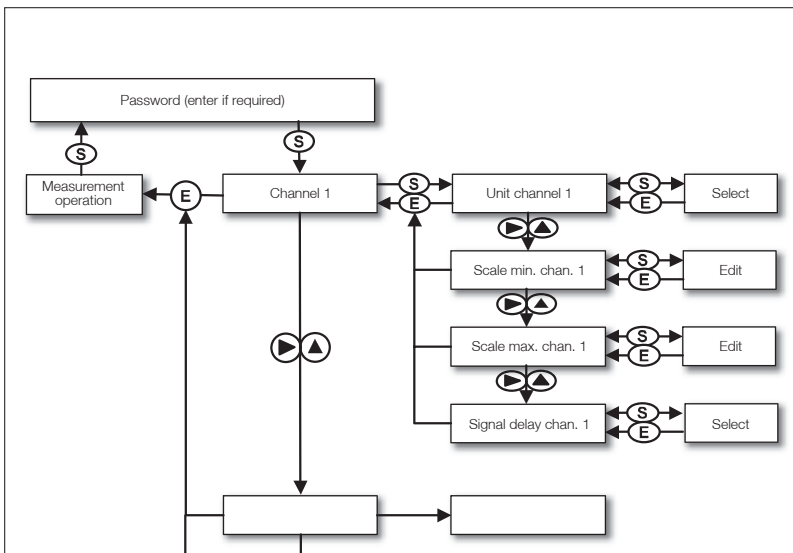 Password (enter if required)
S
S
Measurement
operation
E
Channel 1
S
E
Unit channel 1
S
E
Select
Scale min. chan. 1
S
E
Edit
Scale max. chan. 1
S
E
Edit
Signal delay chan. 1
S
E
Select